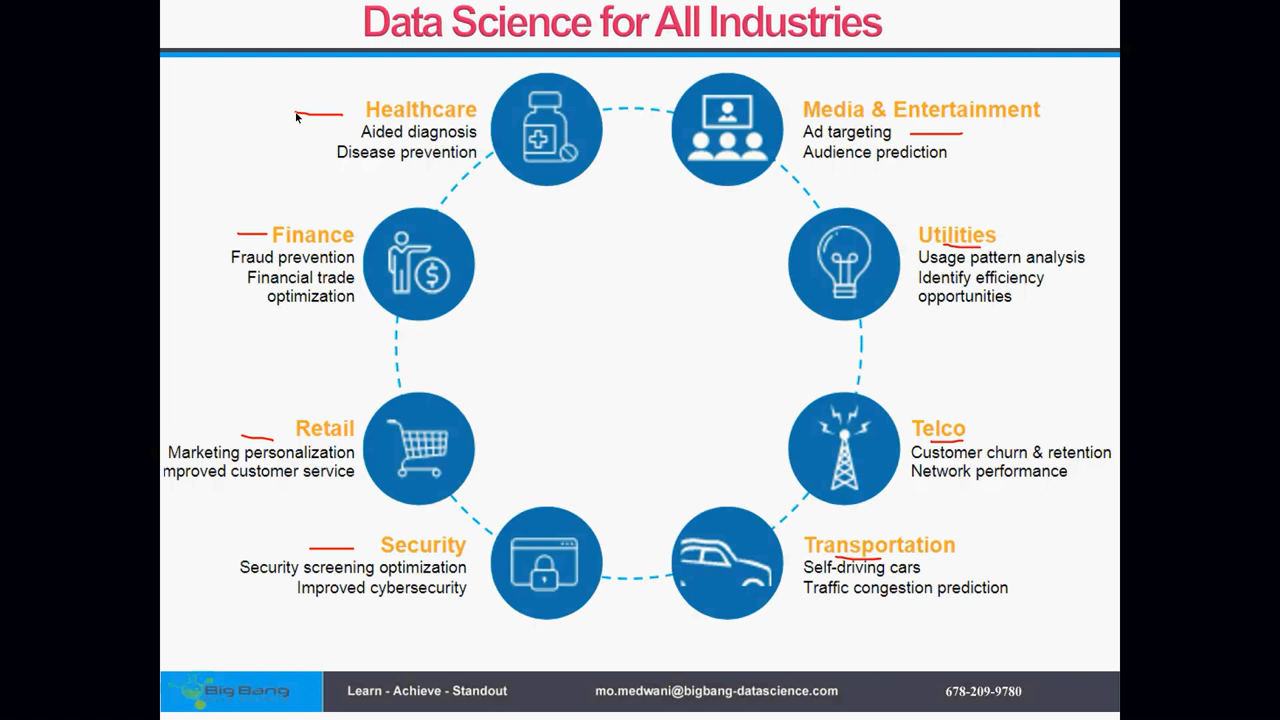 Data Science for All Industries
Healthcare
Aided diagnosis
Disease prevention
Media & Entertainment
Ad targeting
Audience prediction
Finance
Fraud prevention
Financial trade
optimization
Utilities
Usage pattern analysis
Identify efficiency
opportunities
Retail
Marketing personalization
mproved customer service
Telco
Customer churn & retention
Network performance
Security
Security screening optimization
Improved cybersecurity
Transportation
Self-driving cars
Traffic congestion prediction
Big Bang
Learn - Achieve - Standout
mo.medwani@bigbang-datascience.com
678-209-9780